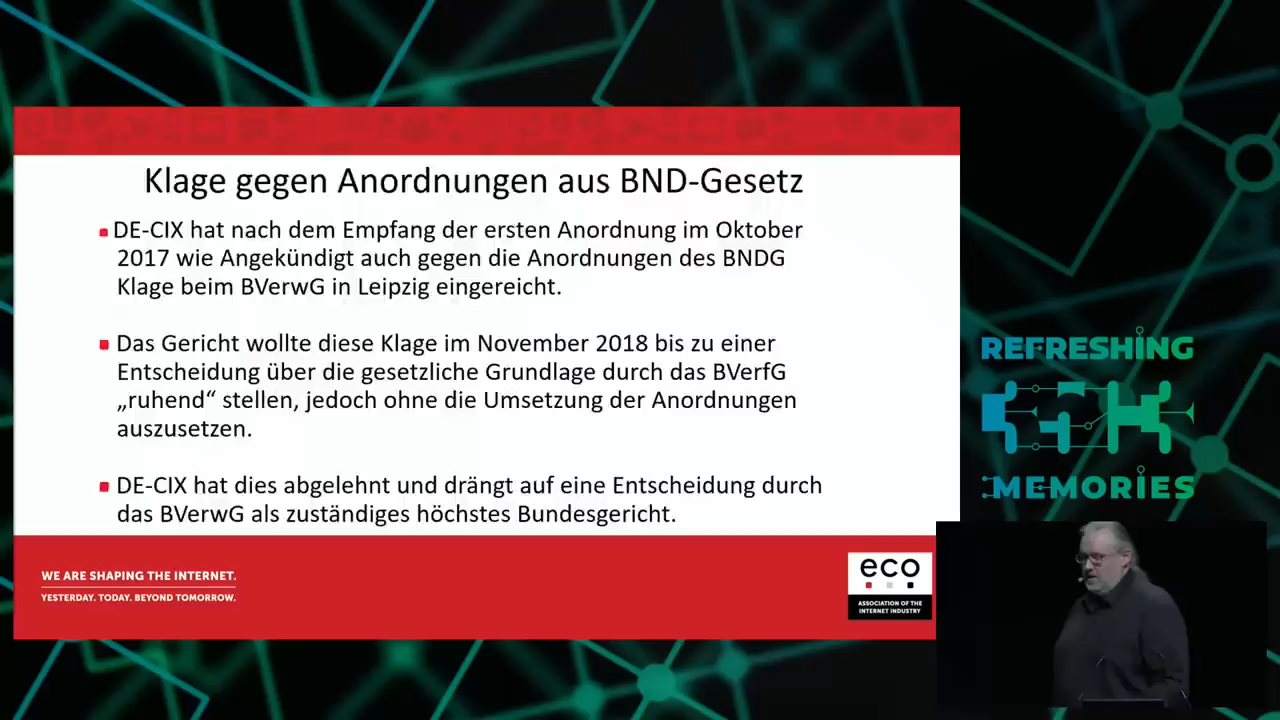 Klage gegen Anordnungen aus BND-Gesetz
DE-CIX hat nach dem Empfang der ersten Anordnung im Oktober
2017 wie Angekündigt auch gegen die Anordnungen des BNDG
Klage beim BVerwG in Leipzig eingereicht.
Das Gericht wollte diese Klage im November 2018 bis zu einer
Entscheidung über die gesetzliche Grundlage durch das BVerfG
„ruhend“ stellen, jedoch ohne die Umsetzung der Anordnungen
auszusetzen.
DE-CIX hat dies abgelehnt und drängt auf eine Entscheidung durch
das BVerwG als zuständiges höchstes Bundesgericht.
WE ARE SHAPING THE INTERNET.
YESTERDAY. TODAY. BEYOND TOMORROW.
eco
ASSOCIATION OF THE
INTERNET INDUSTRY
REFRESHING
MEMORIES